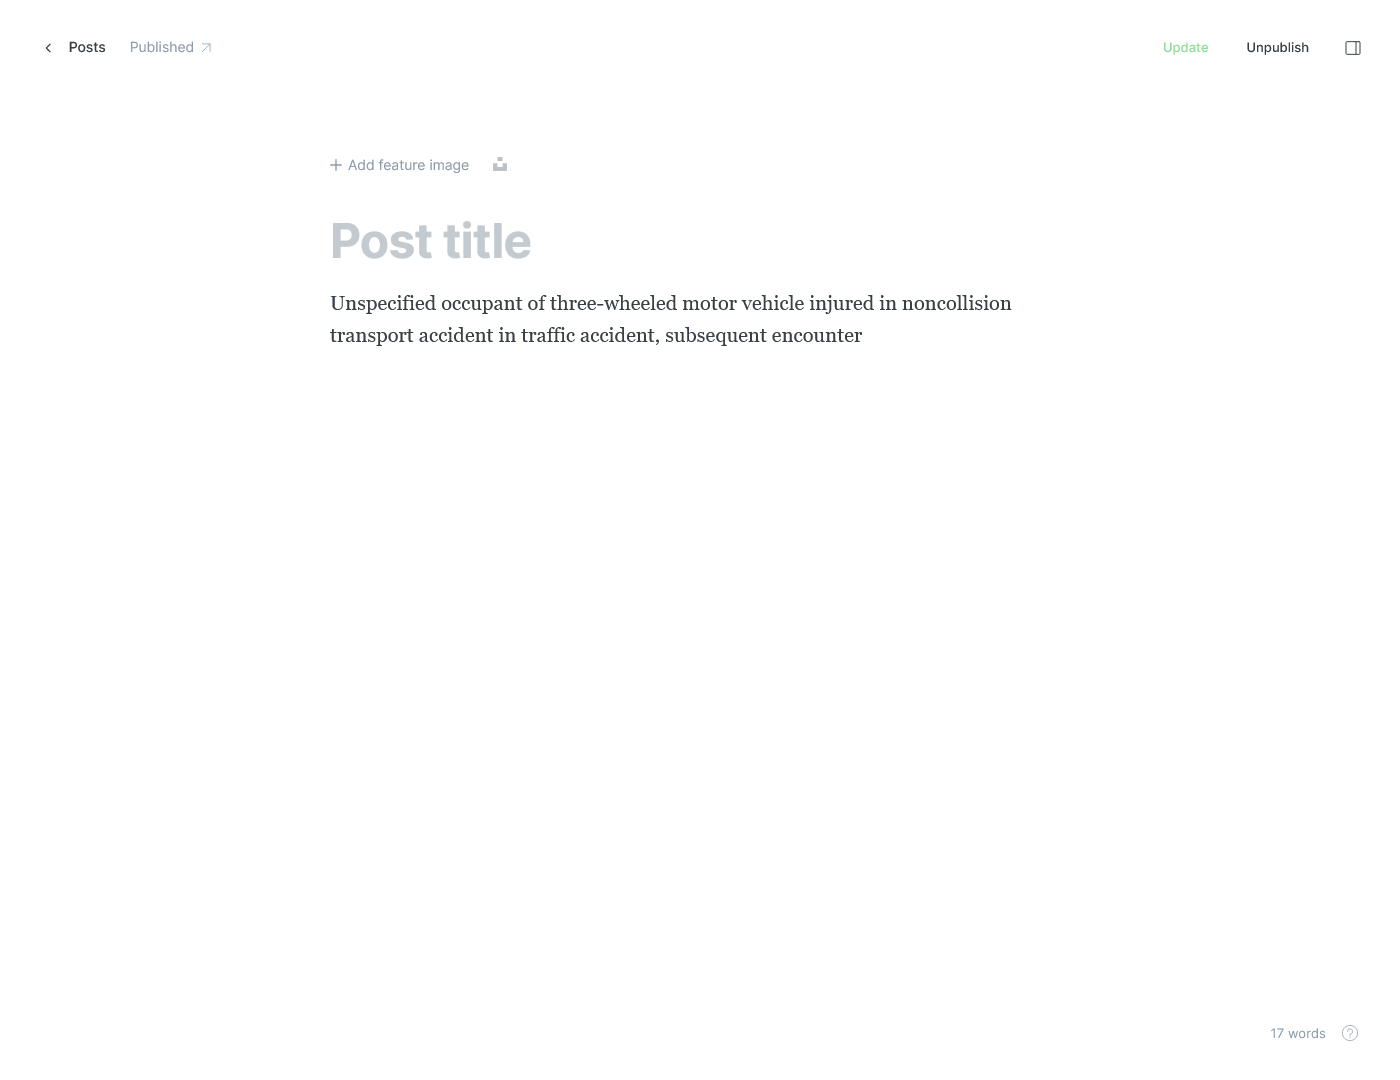 Posts Published
Update Unpublish
Add feature image
Post title
Unspecified occupant of three-wheeled motor vehicle injured in noncollision
transport accident in traffic accident, subsequent encounter
17 words